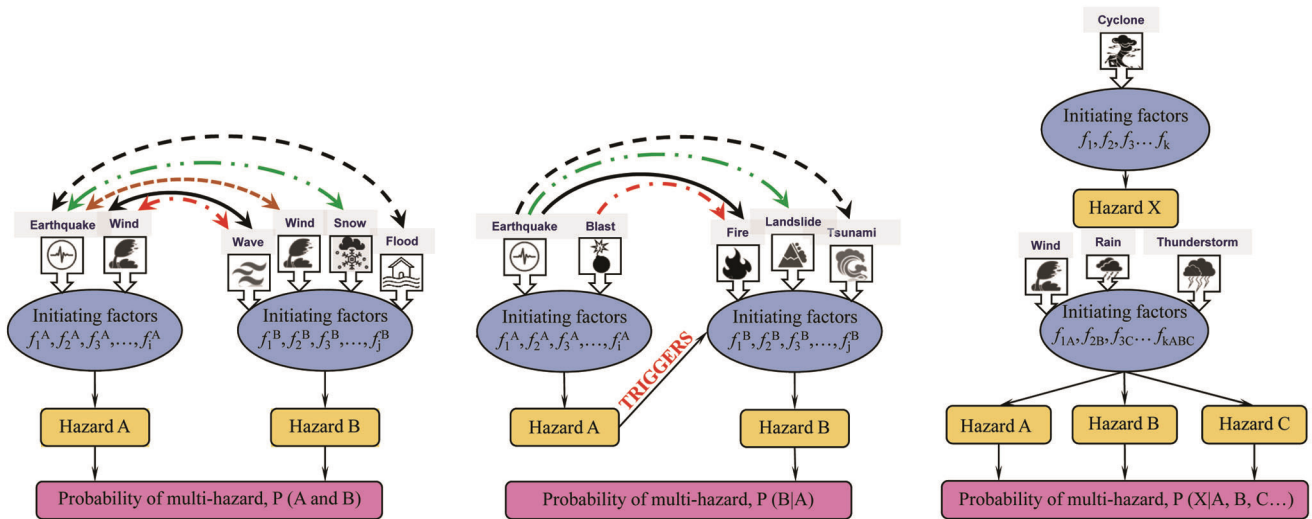 Earthquake
Wind
Wave
Wind
Snow
Flood
Initiating factors
f₁ᴬ, f₂ᴬ, f₃ᴬ,…, fᵢᴬ
Initiating factors
f₁ᴮ, f₂ᴮ, f₃ᴮ,…, fⱼᴮ
Hazard A
Hazard B
Probability of multi-hazard, P (A and B)
Earthquake
Blast
Fire
Landslide
Tsunami
Initiating factors
f₁ᴬ, f₂ᴬ, f₃ᴬ,…, fᵢᴬ
Initiating factors
f₁ᴮ, f₂ᴮ, f₃ᴮ,…, fⱼᴮ
TRIGGERS
Hazard A
Hazard B
Probability of multi-hazard, P (B|A)
Cyclone
Initiating factors
f₁, f₂, f₃… fₖ
Hazard X
Wind
Rain
Thunderstorm
Initiating factors
f1A, f2B, f3C… fkABC
Hazard A
Hazard B
Hazard C
Probability of multi-hazard, P (X|A, B, C…)